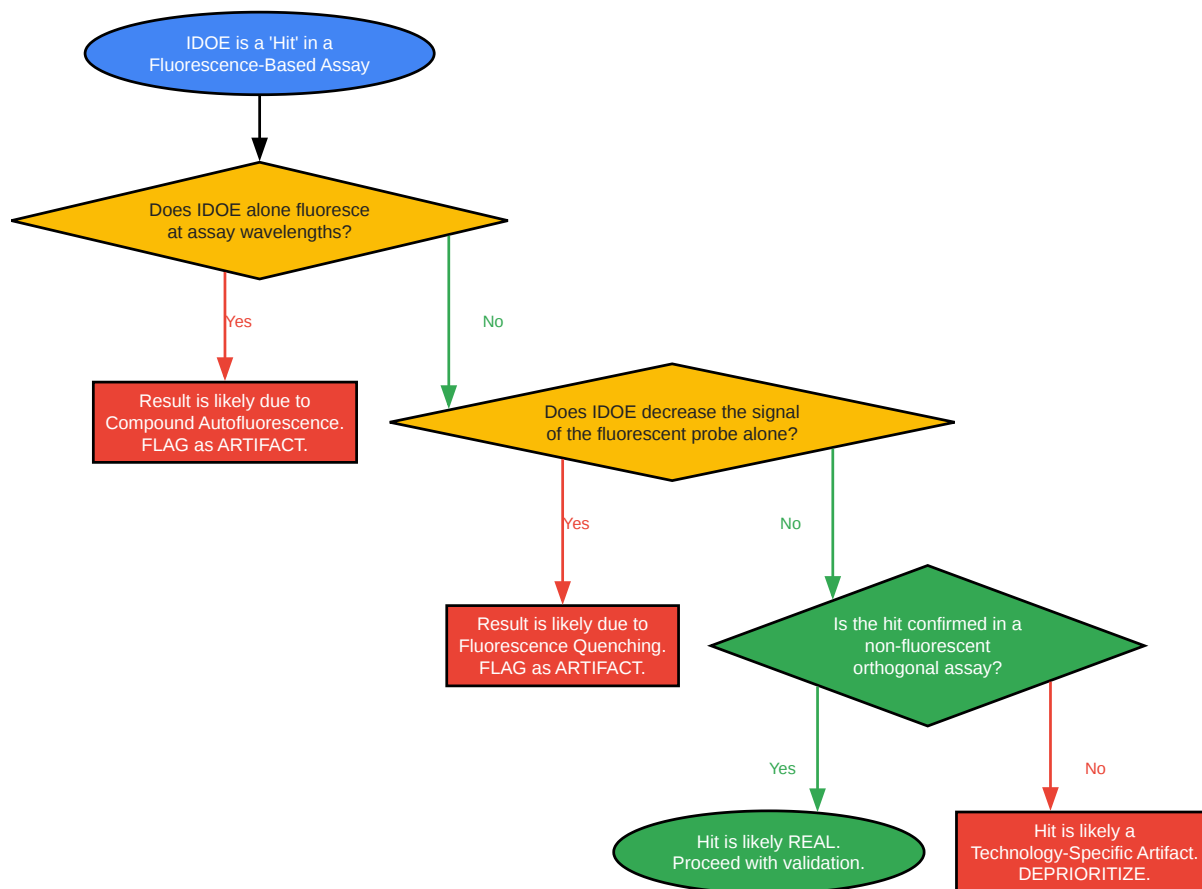 IDOE is a 'Hit' in a
Fluorescence-Based Assay
Does IDOE alone fluoresce
at assay wavelengths?
Yes
No
Result is likely due to
Compound Autofluorescence.
FLAG as ARTIFACT.
Does IDOE decrease the signal
of the fluorescent probe alone?
Yes
No
Result is likely due to
Fluorescence Quenching.
FLAG as ARTIFACT.
Is the hit confirmed in a
non-fluorescent
orthogonal assay?
Yes
No
Hit is likely REAL.
Proceed with validation.
Hit is likely a
Technology-Specific Artifact.
DEPRIORITIZE.